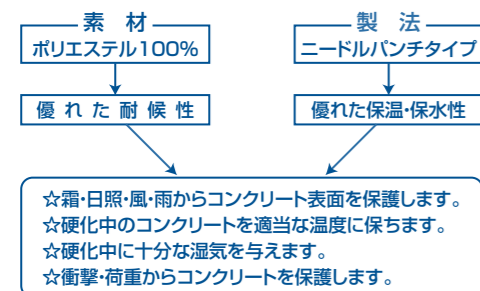 素材
ポリエステル100%
優れた耐候性
製法
ニードルパンチタイプ
優れた保温・保水性
☆霜・日照・風・雨からコンクリート表面を保護します。
☆硬化中のコンクリートを適当な温度に保ちます。
☆硬化中に十分な湿気を与えます。
☆衝撃・荷重からコンクリートを保護します。